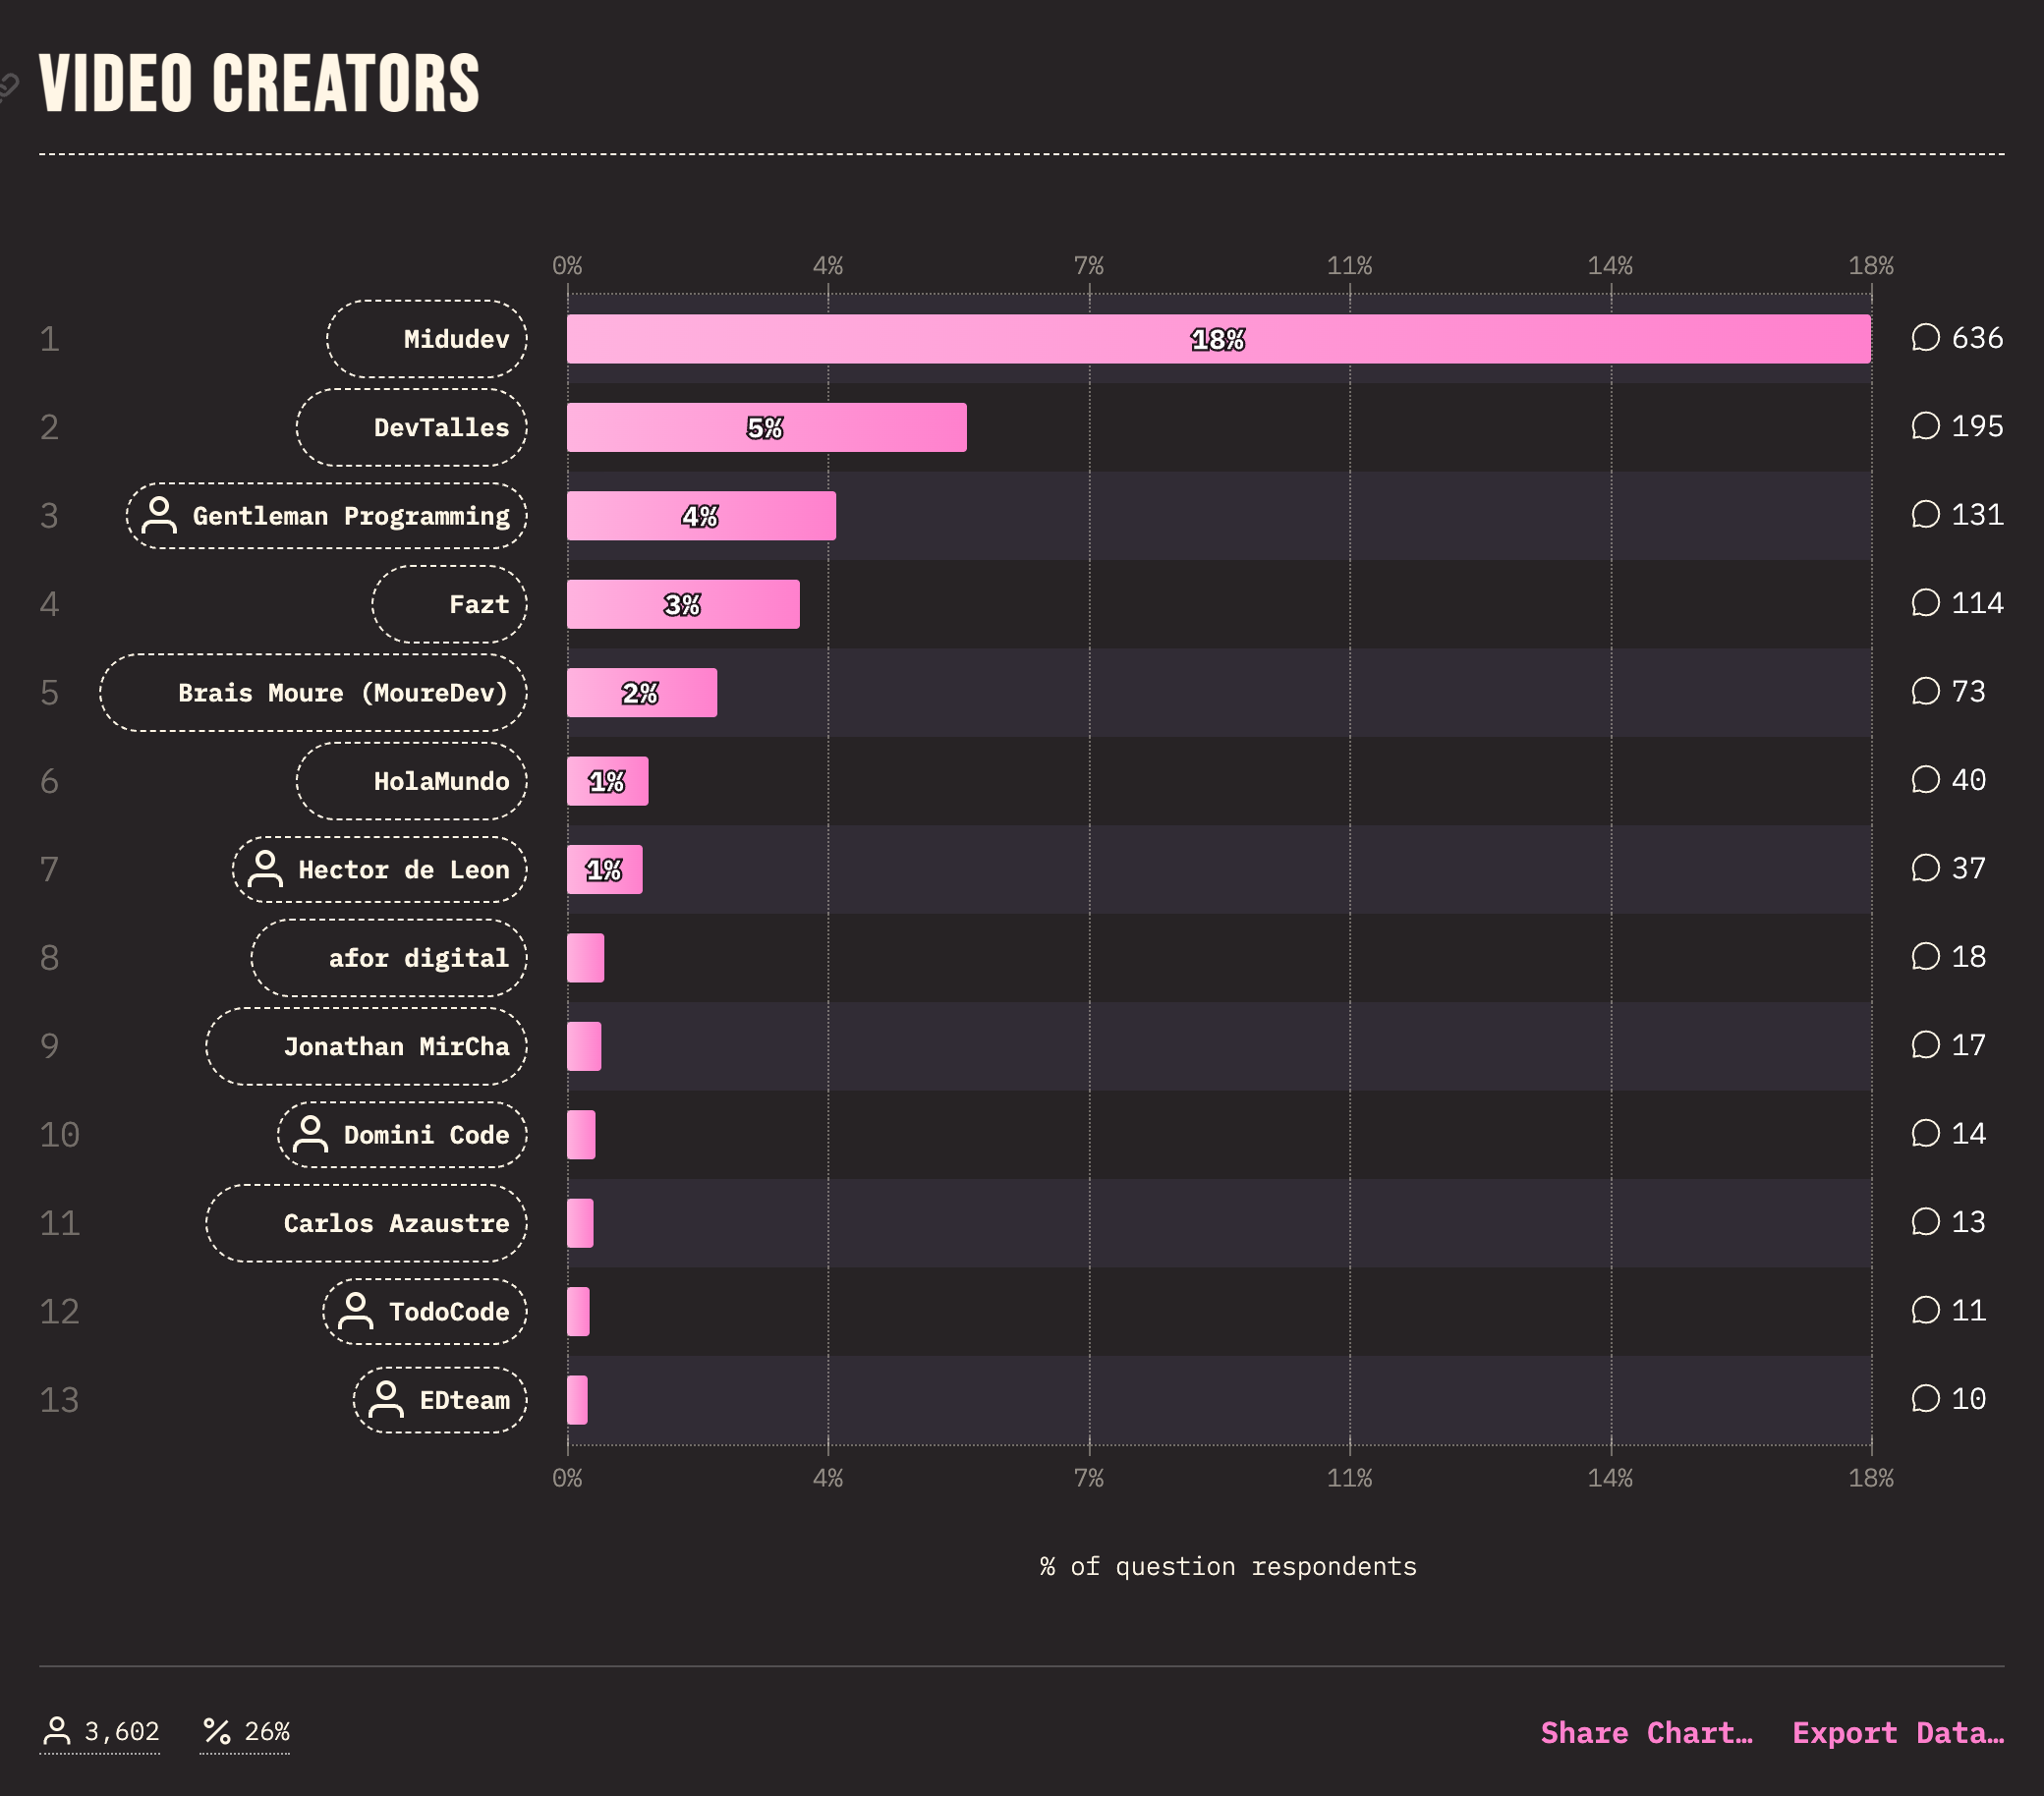 VIDEO CREATORS
0% 4% 7% 11% 14% 18%
1 Midudev 18% 636
2 DevTalles 5% 195
3 Gentleman Programming 4% 131
4 Fazt 3% 114
5 Brais Moure (MoureDev) 2% 73
6 HolaMundo 1% 40
7 Hector de Leon 1% 37
8 afor digital 18
9 Jonathan MirCha 17
10 Domini Code 14
11 Carlos Azaustre 13
12 TodoCode 11
13 EDteam 10
0% 4% 7% 11% 14% 18%
% of question respondents
3,602 % 26% Share Chart… Export Data…